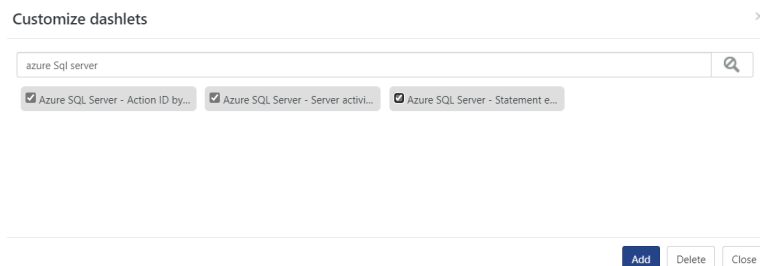 Customize dashlets
azure Sql server
Azure SQL Server - Action ID by... Azure SQL Server - Server activi... Azure SQL Server - Statement e...
Add Delete Close